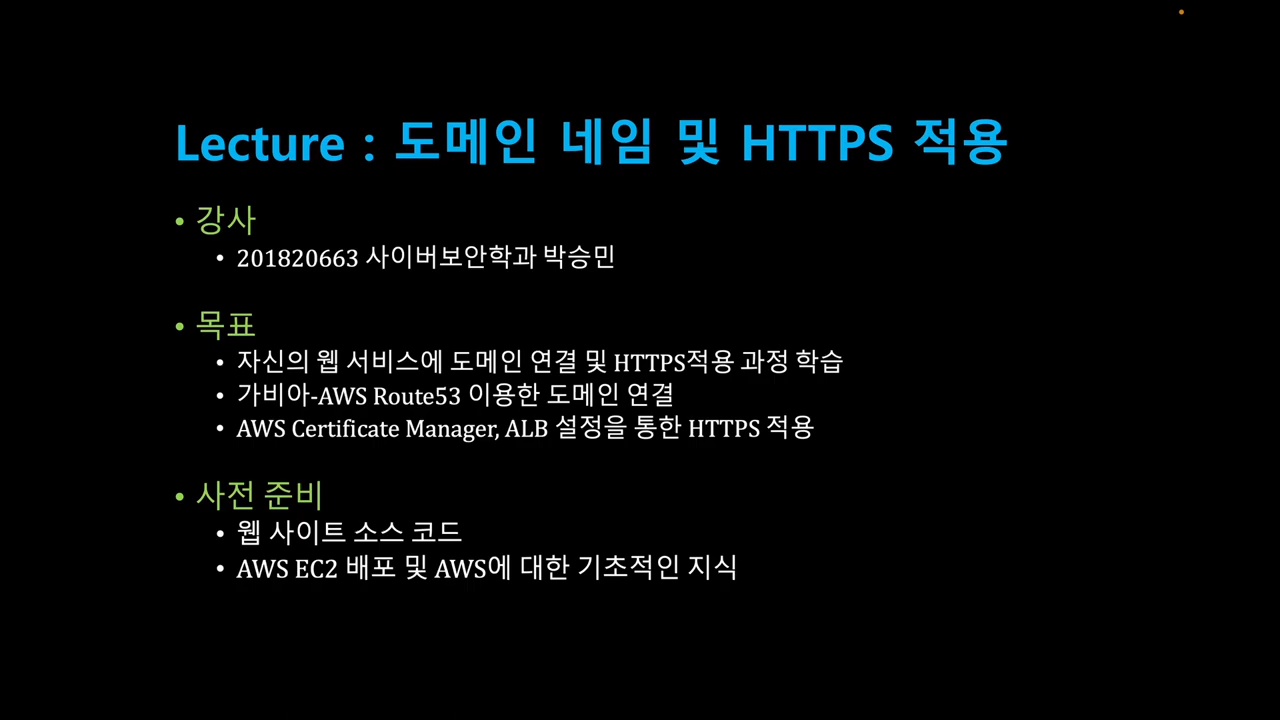 Lecture : 도메인 네임 및 HTTPS 적용
• 강사
• 201820663 사이버보안학과 박승민
• 목표
• 자신의 웹 서비스에 도메인 연결 및 HTTPS적용 과정 학습
• 가비아-AWS Route53 이용한 도메인 연결
• AWS Certificate Manager, ALB 설정을 통한 HTTPS 적용
• 사전 준비
• 웹 사이트 소스 코드
• AWS EC2 배포 및 AWS에 대한 기초적인 지식